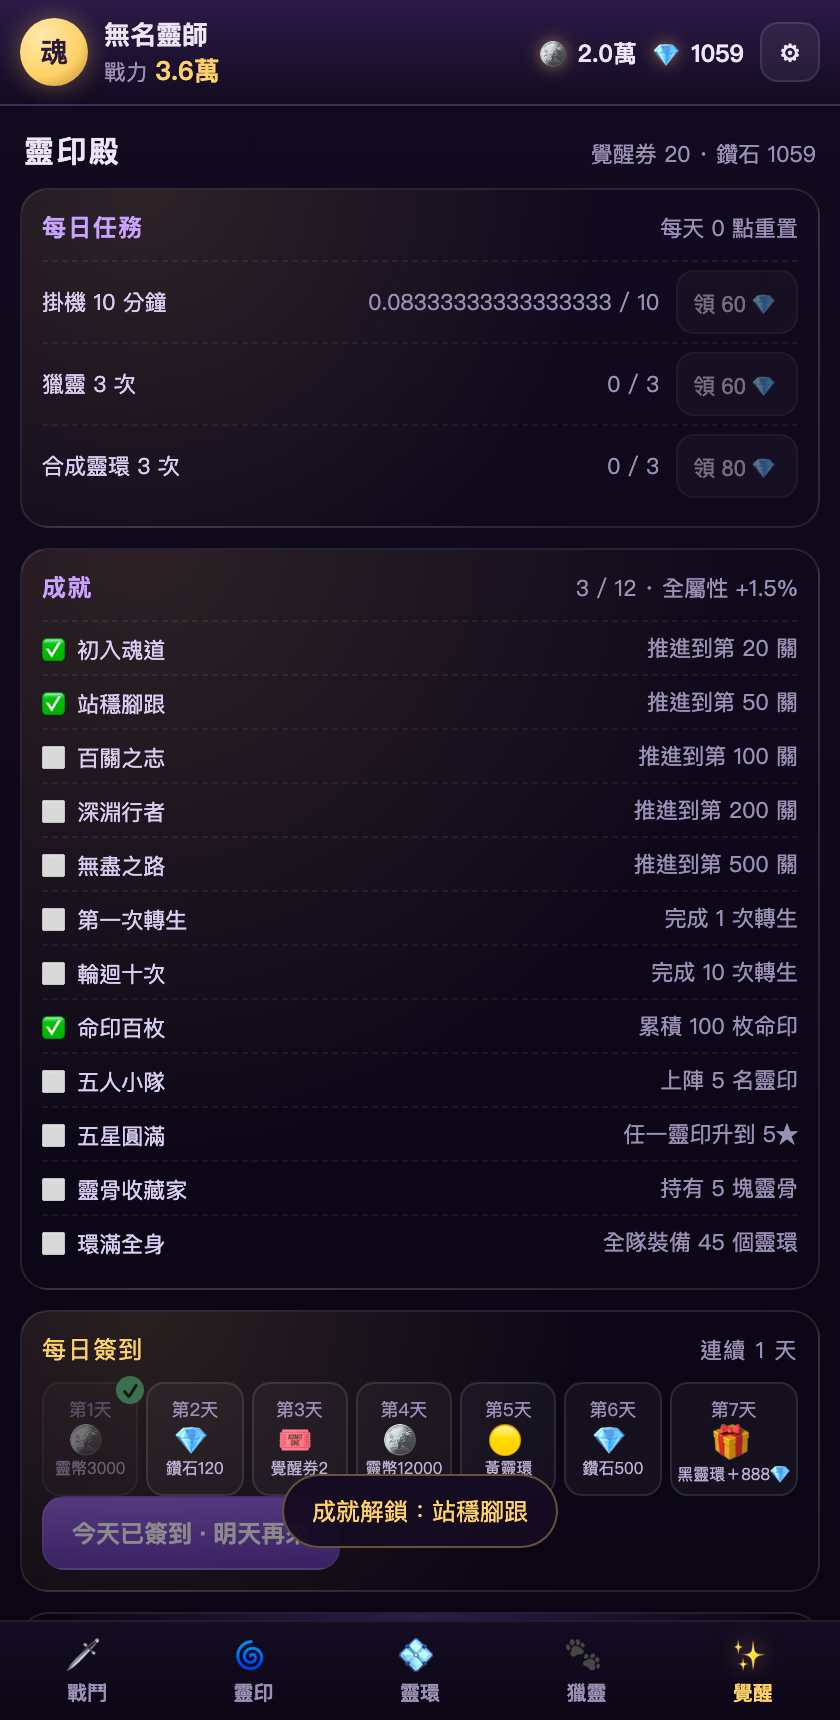 魂
無名靈師
戰力 3.6萬
2.0萬 1059
靈印殿
覺醒券 20 · 鑽石 1059
每日任務
每天 0 點重置
掛機 10 分鐘
0.08333333333333333 / 10
領 60
獵靈 3 次
0 / 3
領 60
合成靈環 3 次
0 / 3
領 80
成就
3 / 12 · 全屬性 +1.5%
初入魂道
推進到第 20 關
站穩腳跟
推進到第 50 關
百關之志
推進到第 100 關
深淵行者
推進到第 200 關
無盡之路
推進到第 500 關
第一次轉生
完成 1 次轉生
輪迴十次
完成 10 次轉生
命印百枚
累積 100 枚命印
五人小隊
上陣 5 名靈印
五星圓滿
任一靈印升到 5★
靈骨收藏家
持有 5 塊靈骨
環滿全身
全隊裝備 45 個靈環
每日簽到
連續 1 天
第1天
靈幣3000
第2天
鑽石120
第3天
ADMIT ONE
覺醒券2
第4天
靈幣12000
第5天
黃靈環
第6天
鑽石500
第7天
黑靈環＋888
今天已簽到 · 明天再來
成就解鎖：站穩腳跟
戰鬥
靈印
靈環
獵靈
覺醒